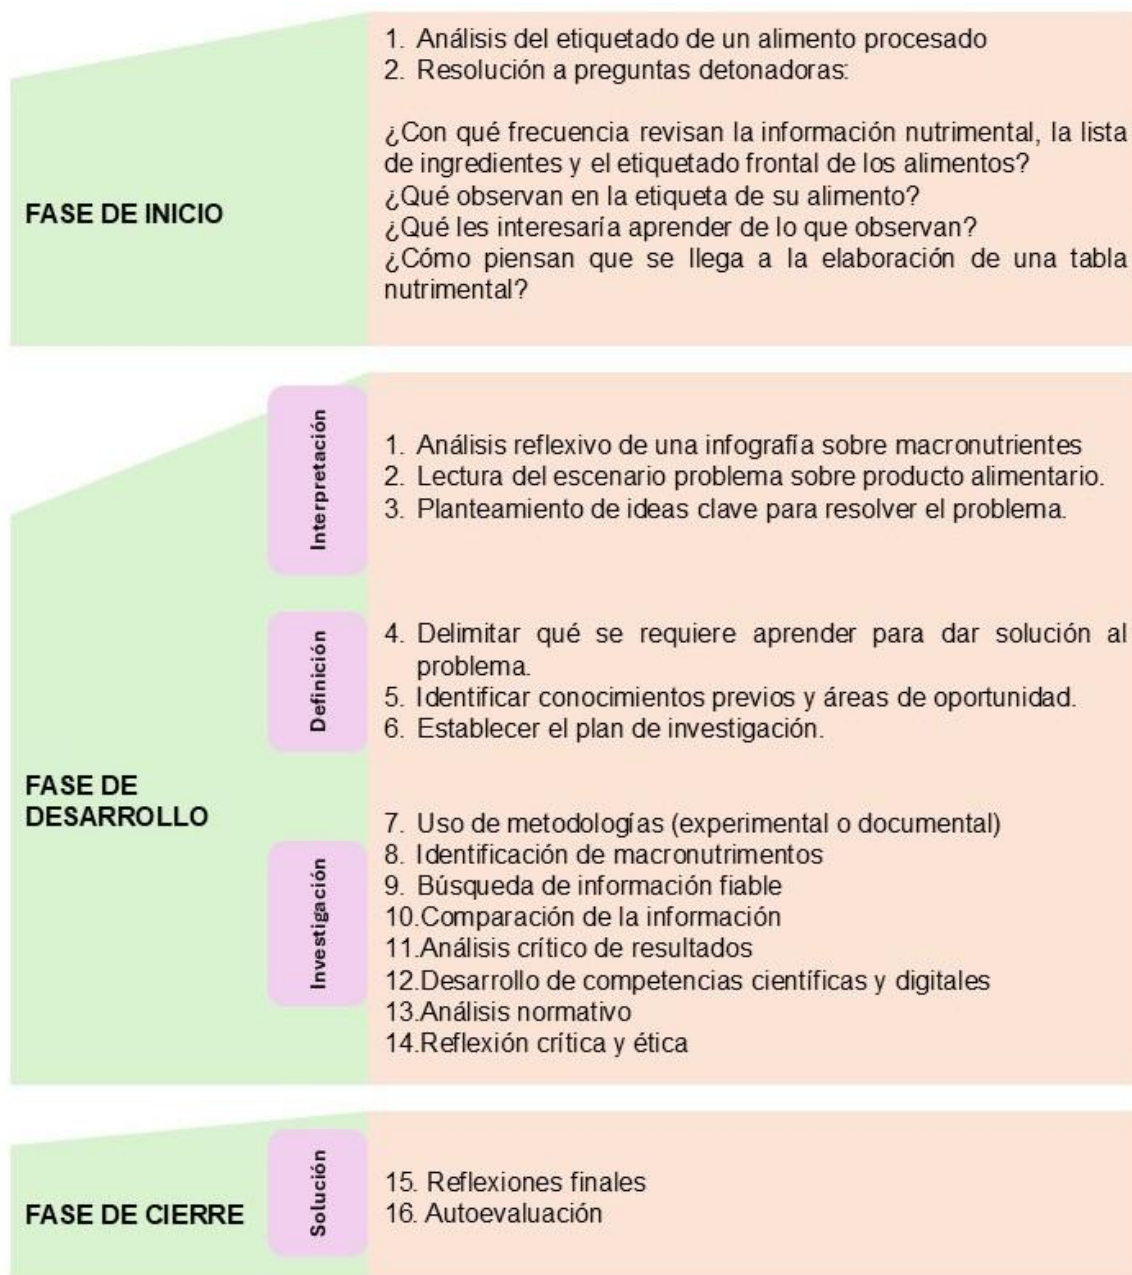 FASE DE INICIO
1. Análisis del etiquetado de un alimento procesado
2. Resolución a preguntas detonadoras:
¿Con qué frecuencia revisan la información nutrimental, la lista
de ingredientes y el etiquetado frontal de los alimentos?
¿Qué observan en la etiqueta de su alimento?
¿Qué les interesaría aprender de lo que observan?
¿Cómo piensan que se llega a la elaboración de una tabla
nutrimental?
FASE DE
DESARROLLO
Interpretación
1. Análisis reflexivo de una infografía sobre macronutrientes
2. Lectura del escenario problema sobre producto alimentario.
3. Planteamiento de ideas clave para resolver el problema.
Definición
4. Delimitar qué se requiere aprender para dar solución al
problema.
5. Identificar conocimientos previos y áreas de oportunidad.
6. Establecer el plan de investigación.
Investigación
7. Uso de metodologías (experimental o documental)
8. Identificación de macronutrimentos
9. Búsqueda de información fiable
10.Comparación de la información
11.Análisis crítico de resultados
12.Desarrollo de competencias científicas y digitales
13.Análisis normativo
14.Reflexión crítica y ética
FASE DE CIERRE
Solución
15. Reflexiones finales
16. Autoevaluación